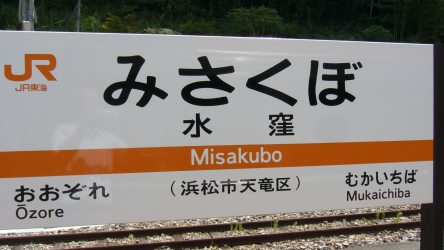 JR
JR東海
みさくぼ
水窪
Misakubo
おおぞれ
Ōzore
（浜松市天竜区）
むかいちば
Mukaichiba